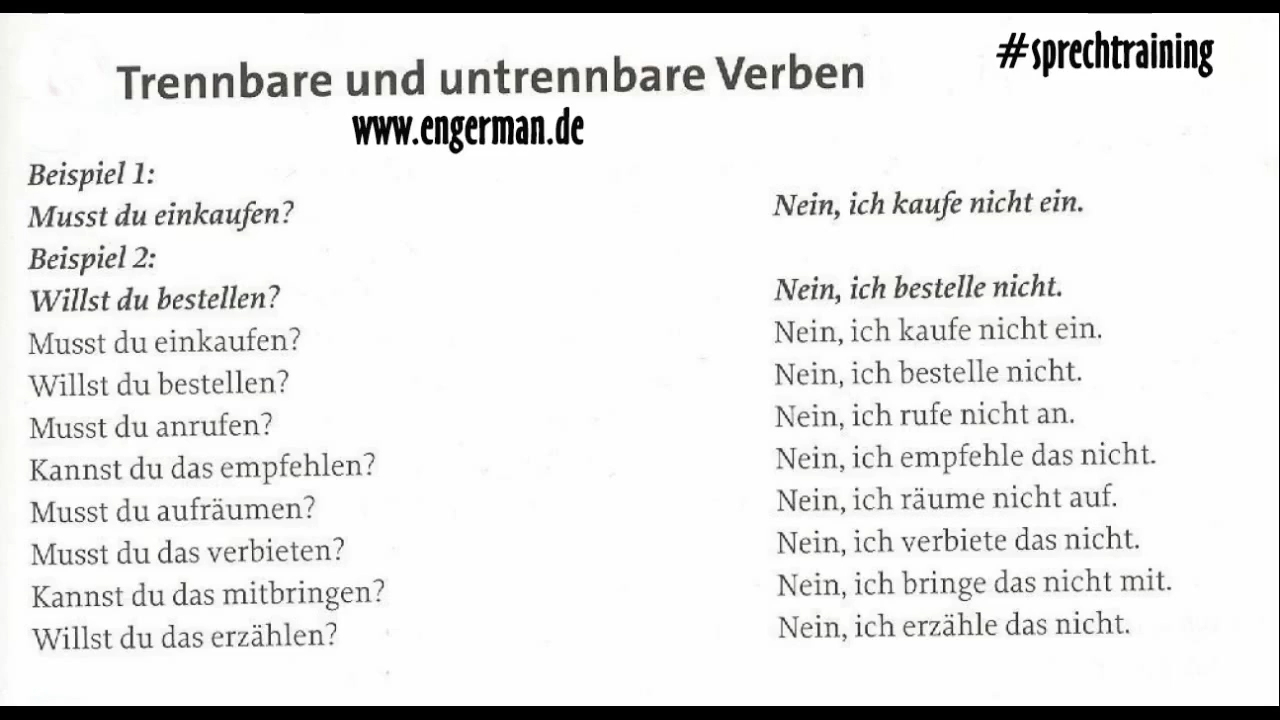 #sprechtraining
Trennbare und untrennbare Verben
www.engerman.de
Beispiel 1:
Musst du einkaufen? Nein, ich kaufe nicht ein.
Beispiel 2:
Willst du bestellen? Nein, ich bestelle nicht.
Musst du einkaufen? Nein, ich kaufe nicht ein.
Willst du bestellen? Nein, ich bestelle nicht.
Musst du anrufen? Nein, ich rufe nicht an.
Kannst du das empfehlen? Nein, ich empfehle das nicht.
Musst du aufräumen? Nein, ich räume nicht auf.
Musst du das verbieten? Nein, ich verbiete das nicht.
Kannst du das mitbringen? Nein, ich bringe das nicht mit.
Willst du das erzählen? Nein, ich erzähle das nicht.